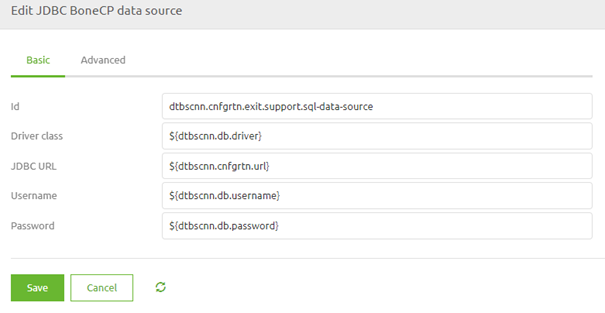 Edit JDBC BoneCP data source
Basic Advanced
Id dtbscnn.cnfgrtn.exit.support.sql-data-source
Driver class ${dtbscnn.db.driver}
JDBC URL ${dtbscnn.cnfgrtn.url}
Username ${dtbscnn.db.username}
Password ${dtbscnn.db.password}
Save Cancel